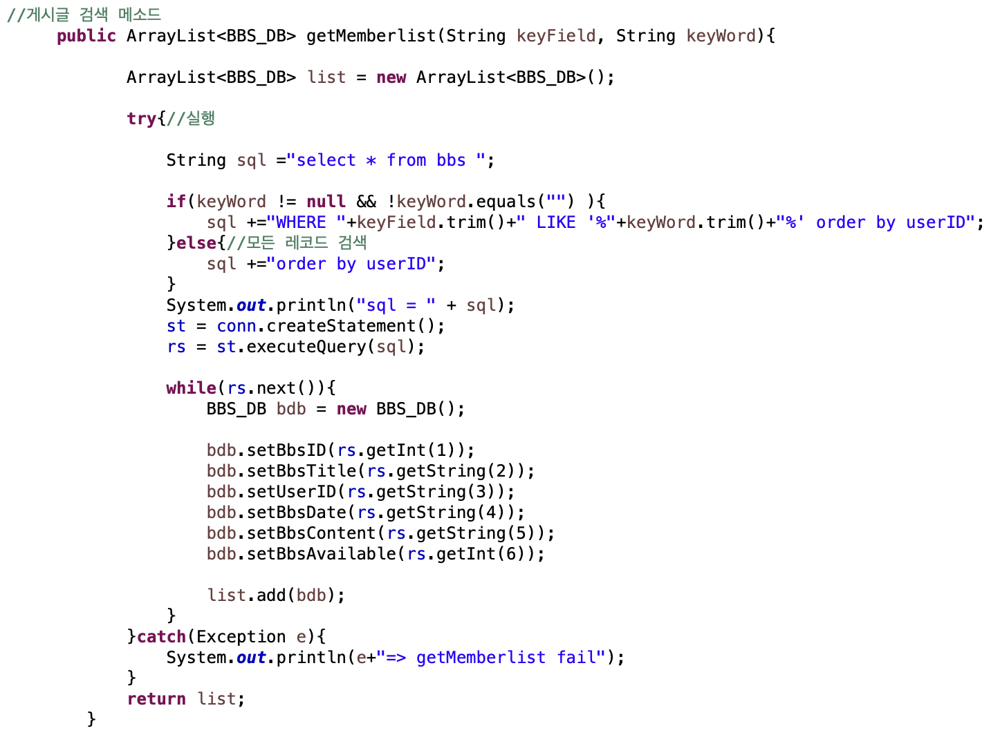 //게시글 검색 메소드
public ArrayList<BBS_DB> getMemberlist(String keyField, String keyWord){
ArrayList<BBS_DB> list = new ArrayList<BBS_DB>();
try{//실행
String sql ="select * from bbs ";
if(keyWord != null && !keyWord.equals("") ){
sql +="WHERE "+keyField.trim()+" LIKE '%"+keyWord.trim()+"%' order by userID";
}else{//모든 레코드 검색
sql +="order by userID";
}
System.out.println("sql = " + sql);
st = conn.createStatement();
rs = st.executeQuery(sql);
while(rs.next()){
BBS_DB bdb = new BBS_DB();
bdb.setBbsID(rs.getInt(1));
bdb.setBbsTitle(rs.getString(2));
bdb.setUserID(rs.getString(3));
bdb.setBbsDate(rs.getString(4));
bdb.setBbsContent(rs.getString(5));
bdb.setBbsAvailable(rs.getInt(6));
list.add(bdb);
}
}catch(Exception e){
System.out.println(e+"=> getMemberlist fail");
}
return list;
}